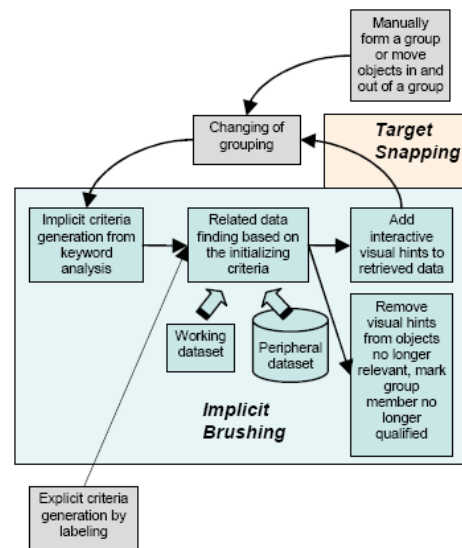 Manually
form a group
or move
objects in and
out of a group
Changing of
grouping
Target
Snapping
Implicit criteria
generation from
keyword
analysis
Related data
finding based on
the initializing
criteria
Add
interactive
visual hints to
retrieved data
Working
dataset
Peripheral
dataset
Remove
visual hints
from objects
no longer
relevant, mark
group
member no
longer
qualified
Implicit
Brushing
Explicit criteria
generation by
labeling